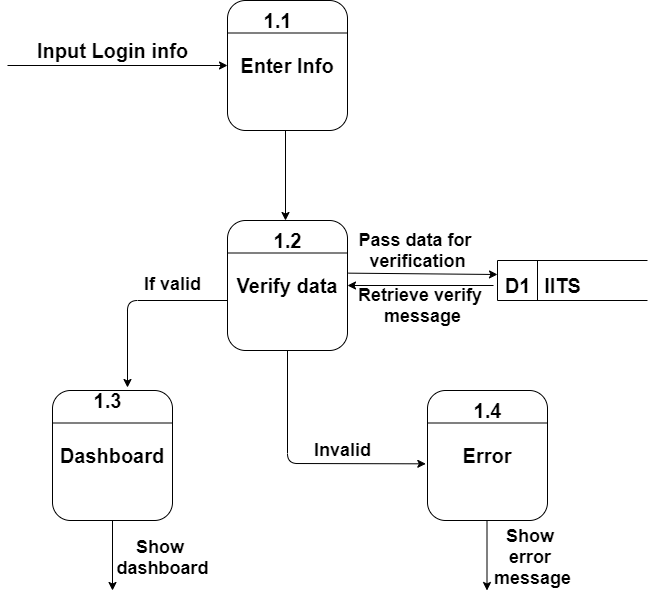 1.1
Input Login info
Enter Info
1.2
Pass data for
verification
If valid
Verify data
D1
IITS
Retrieve verify
message
1.3
1.4
Invalid
Dashboard
Error
Show
dashboard
Show
error
message